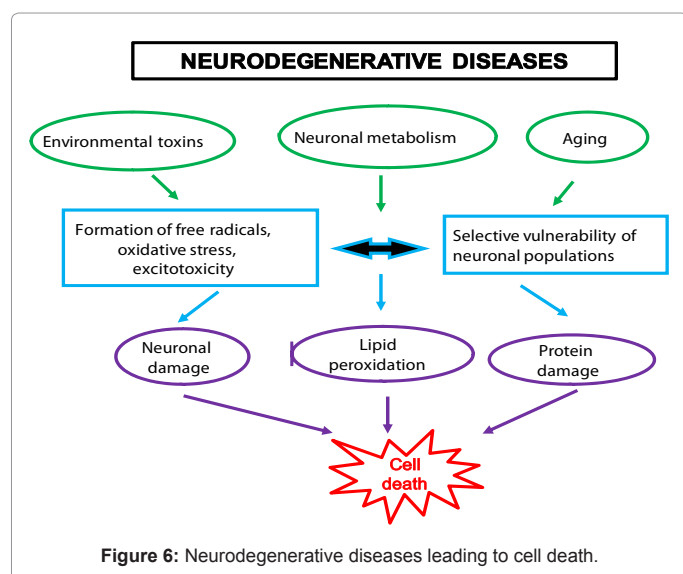 NEURODEGENERATIVE DISEASES
Environmental toxins
Neuronal metabolism
Aging
Formation of free radicals,
oxidative stress,
excitotoxicity
Selective vulnerability of
neuronal populations
Neuronal
damage
Lipid
peroxidation
Protein
damage
Cell
death
Figure 6: Neurodegenerative diseases leading to cell death.